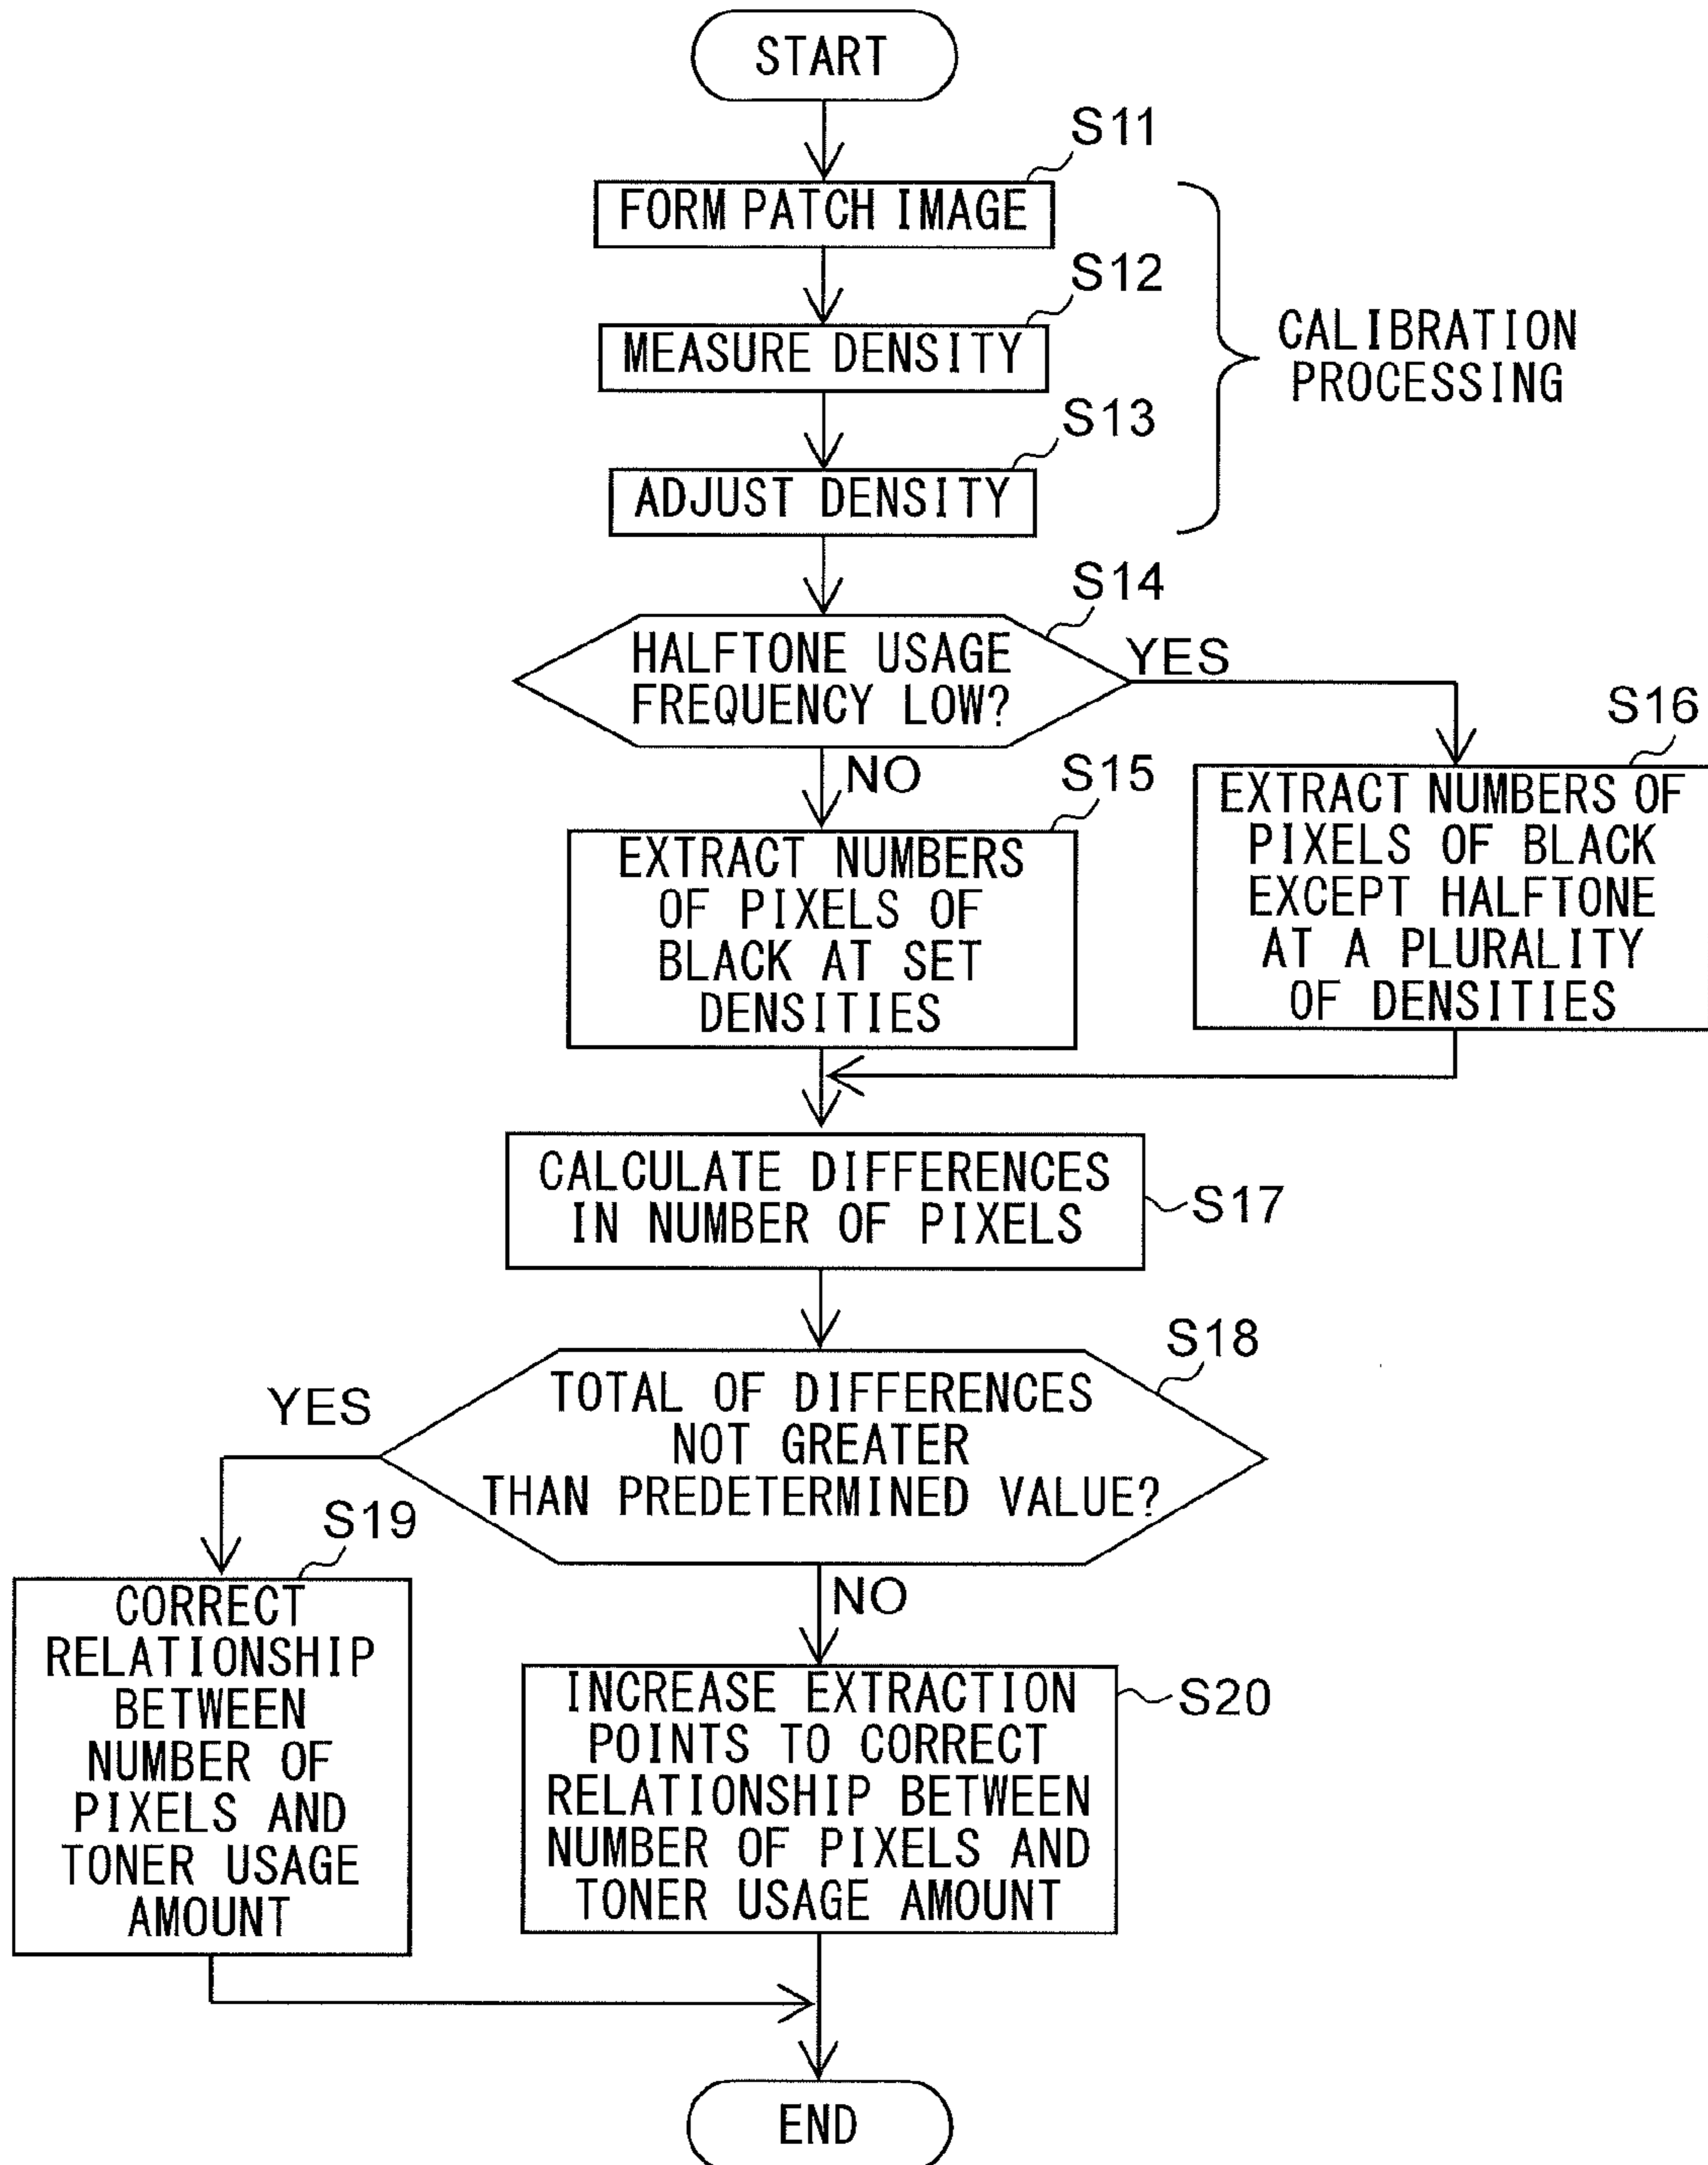 START
S11
FORM PATCH IMAGE
S12
MEASURE DENSITY
CALIBRATION
PROCESSING
S13
ADJUST DENSITY
S14
HALFTONE USAGE
FREQUENCY LOW?
YES
NO
S15
EXTRACT NUMBERS
OF PIXELS OF
BLACK AT SET
DENSITIES
S16
EXTRACT NUMBERS OF
PIXELS OF BLACK
EXCEPT HALFTONE
AT A PLURALITY
OF DENSITIES
CALCULATE DIFFERENCES
IN NUMBER OF PIXELS
S17
S18
TOTAL OF DIFFERENCES
NOT GREATER
THAN PREDETERMINED VALUE?
YES
S19
CORRECT
RELATIONSHIP
BETWEEN
NUMBER OF
PIXELS AND
TONER USAGE
AMOUNT
NO
INCREASE EXTRACTION
POINTS TO CORRECT
RELATIONSHIP BETWEEN
NUMBER OF PIXELS AND
TONER USAGE AMOUNT
S20
END